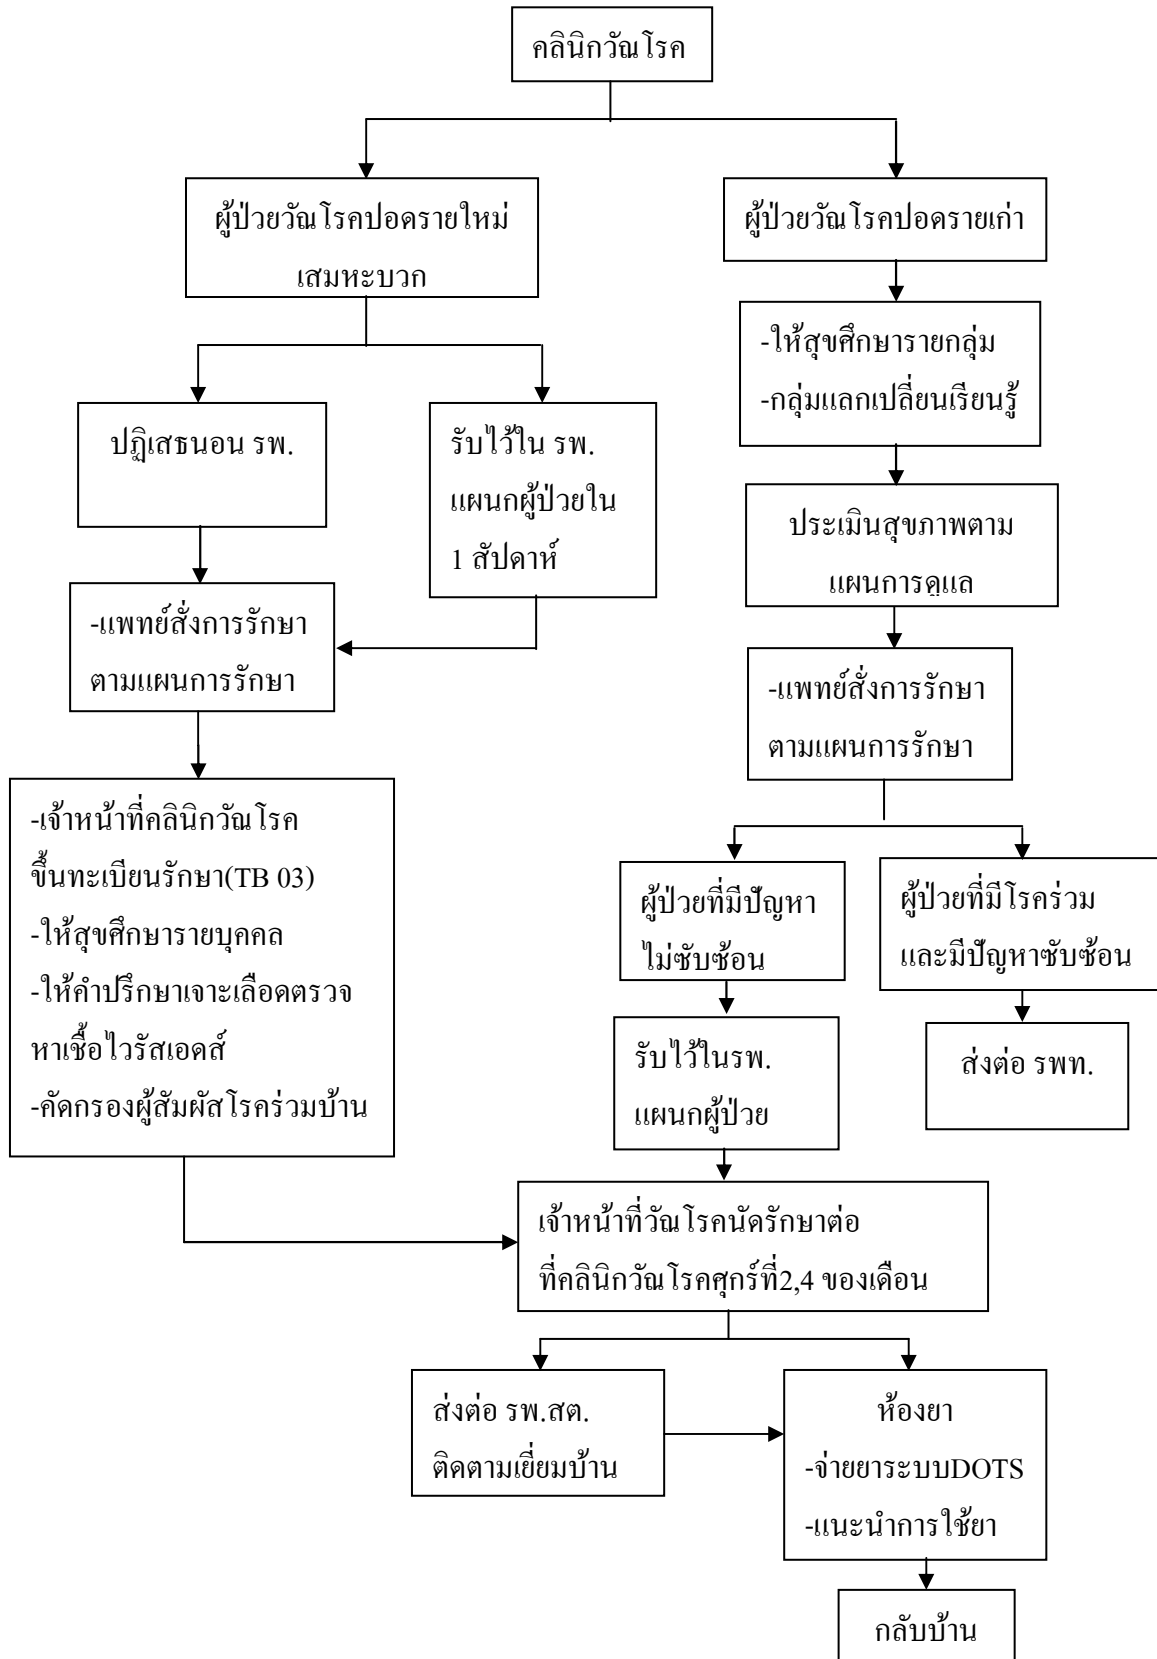 คลินิกวัณโรค
ผู้ป่วยวัณโรคปอดรายใหม่
เสมหะบวก
ผู้ป่วยวัณโรคปอดรายเก่า
-ให้สุขศึกษารายกลุ่ม
-กลุ่มแลกเปลี่ยนเรียนรู้
ปฏิเสธนอน รพ.
รับไว้ใน รพ.
แผนกผู้ป่วยใน
1 สัปดาห์
ประเมินสุขภาพตาม
แผนการดูแล
-แพทย์สั่งการรักษา
ตามแผนการรักษา
-แพทย์สั่งการรักษา
ตามแผนการรักษา
-เจ้าหน้าที่คลินิกวัณโรค
ขึ้นทะเบียนรักษา(TB 03)
-ให้สุขศึกษารายบุคคล
-ให้คำปรึกษาเจาะเลือดตรวจ
หาเชื้อไวรัสเอดส์
-คัดกรองผู้สัมผัสโรคร่วมบ้าน
ผู้ป่วยที่มีปัญหา
ไม่ซับซ้อน
ผู้ป่วยที่มีโรคร่วม
และมีปัญหาซับซ้อน
รับไว้ในรพ.
แผนกผู้ป่วย
ส่งต่อ รพท.
เจ้าหน้าที่วัณโรคนัดรักษาต่อ
ที่คลินิกวัณโรคศุกร์ที่2,4 ของเดือน
ส่งต่อ รพ.สต.
ติดตามเยี่ยมบ้าน
ห้องยา
-จ่ายยาระบบDOTS
-แนะนำการใช้ยา
กลับบ้าน